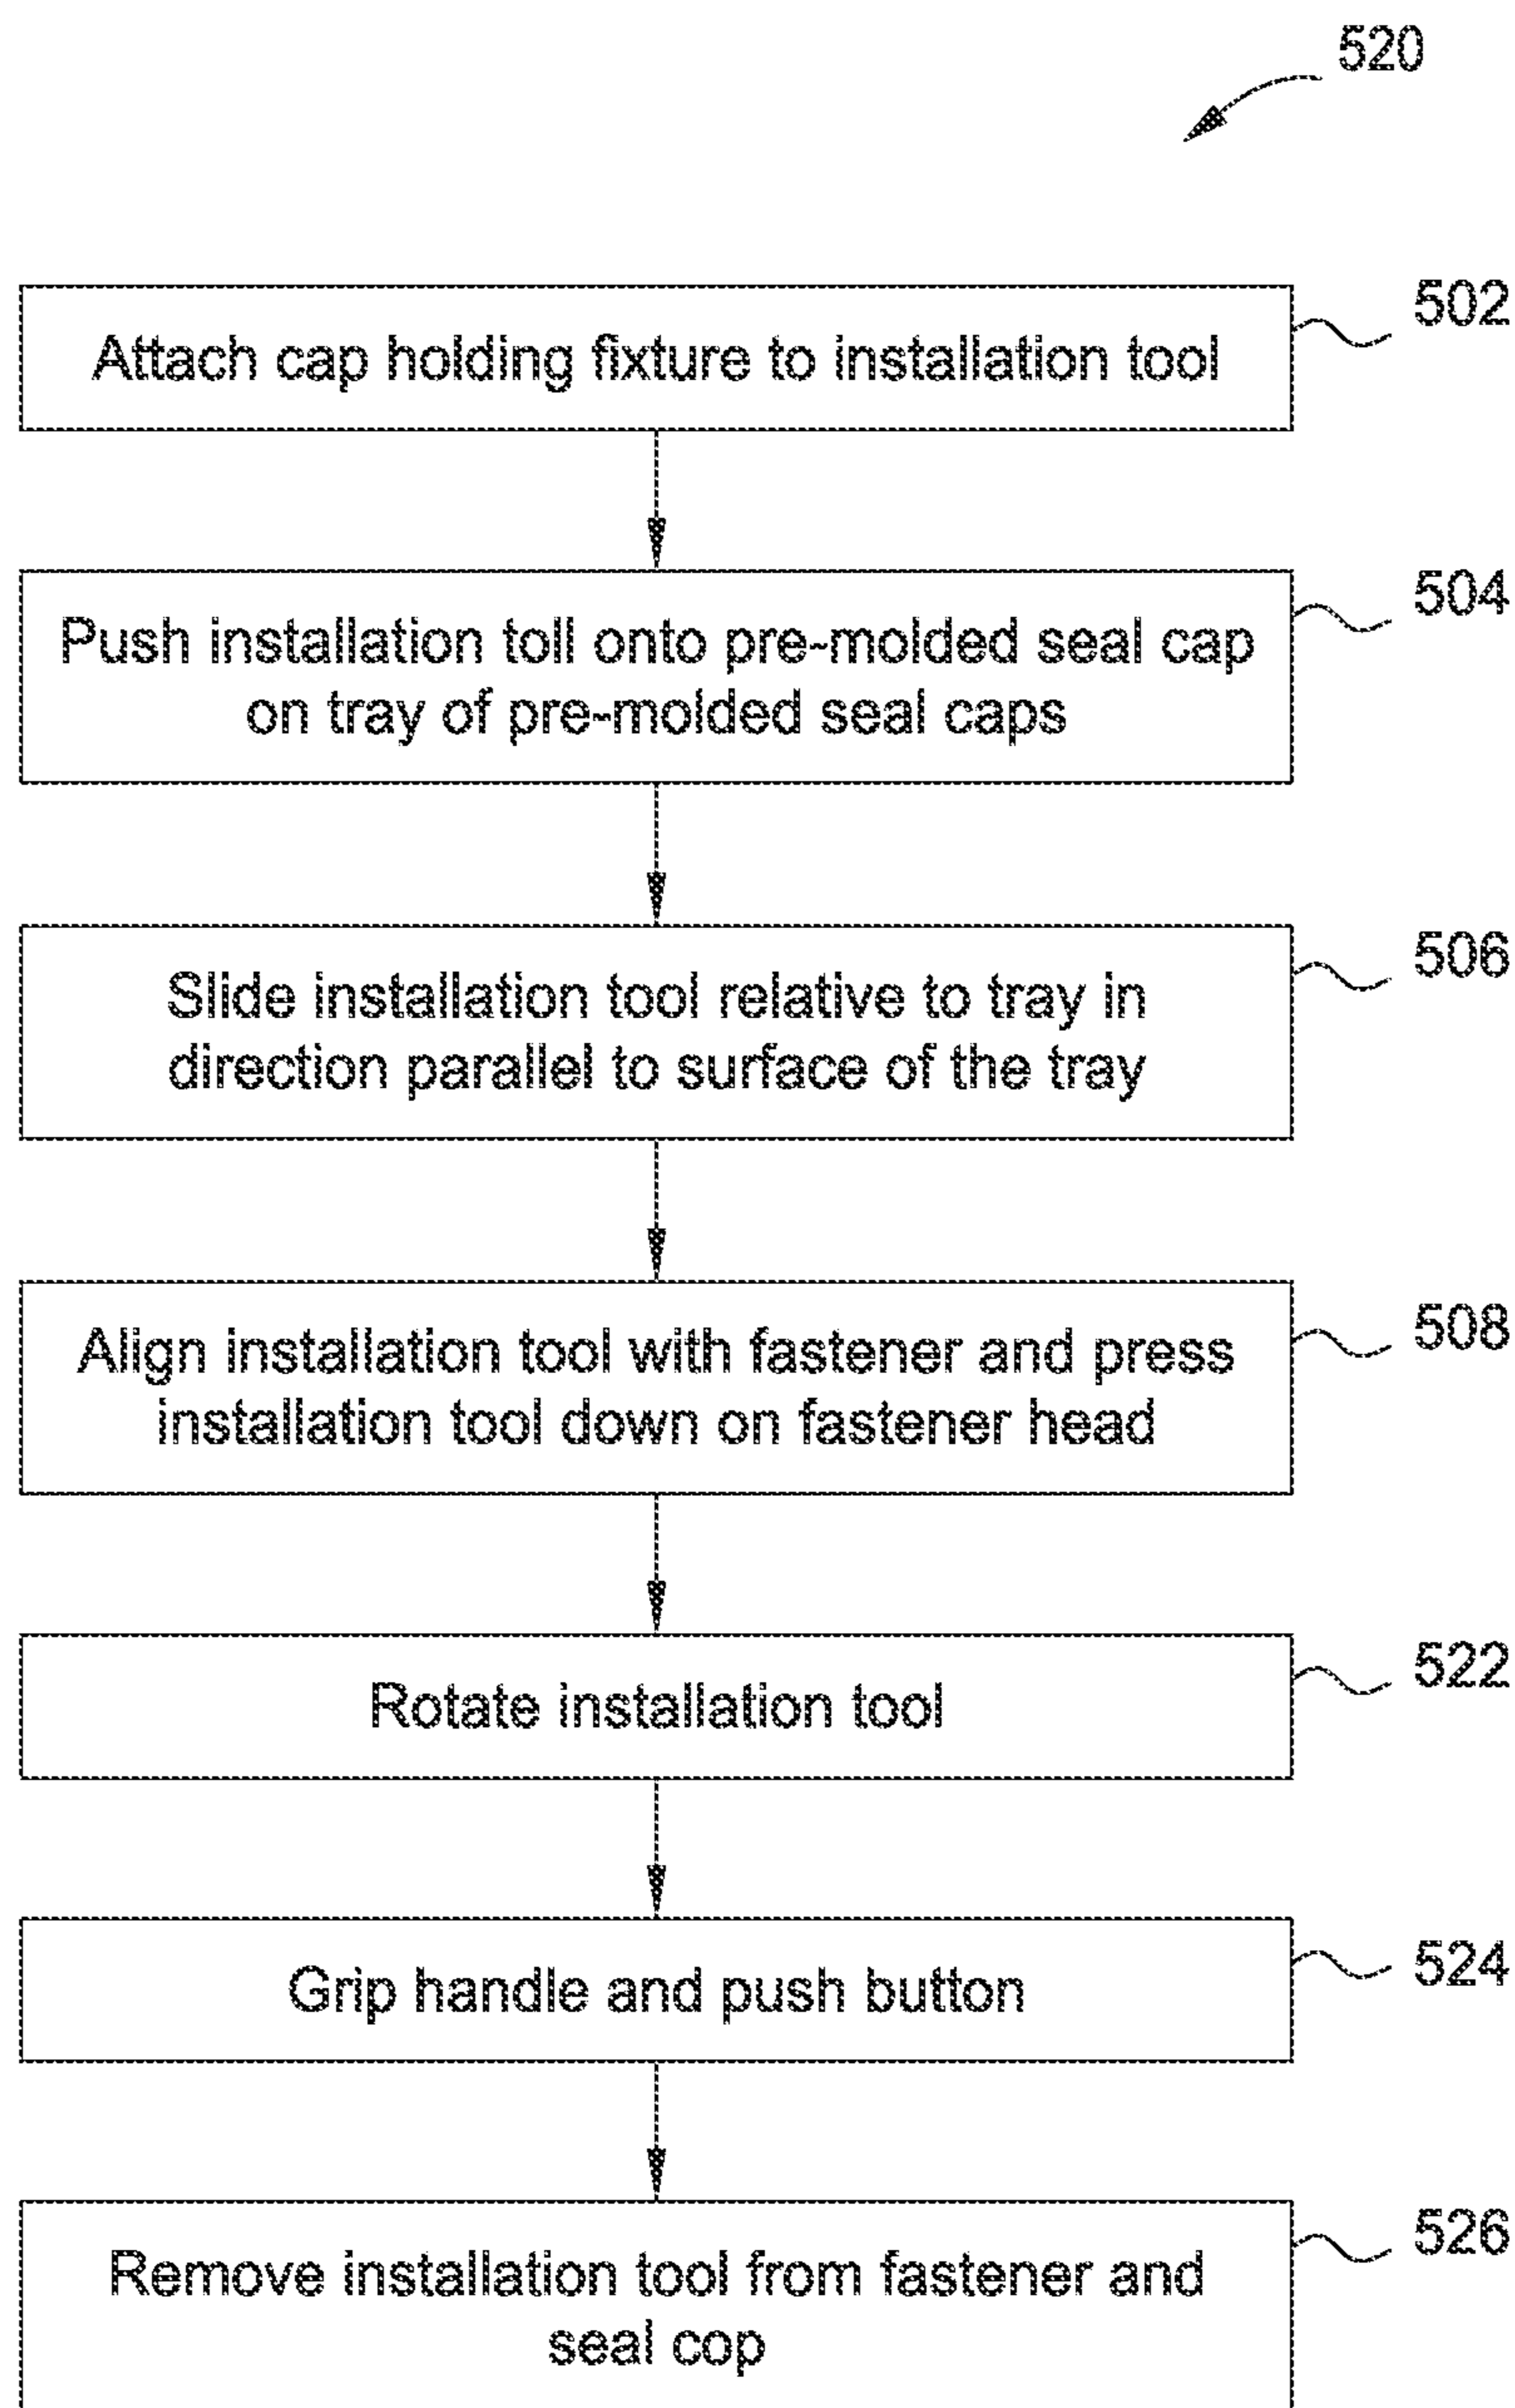 520
Attach cap holding fixture to installation tool
502
Push installation toll onto pre-molded seal cap
on tray of pre-molded seal caps
504
Slide installation tool relative to tray in
direction parallel to surface of the tray
506
Align installation tool with fastener and press
installation tool down on fastener head
508
Rotate installation tool
522
Grip handle and push button
524
Remove installation tool from fastener and
seal cop
526